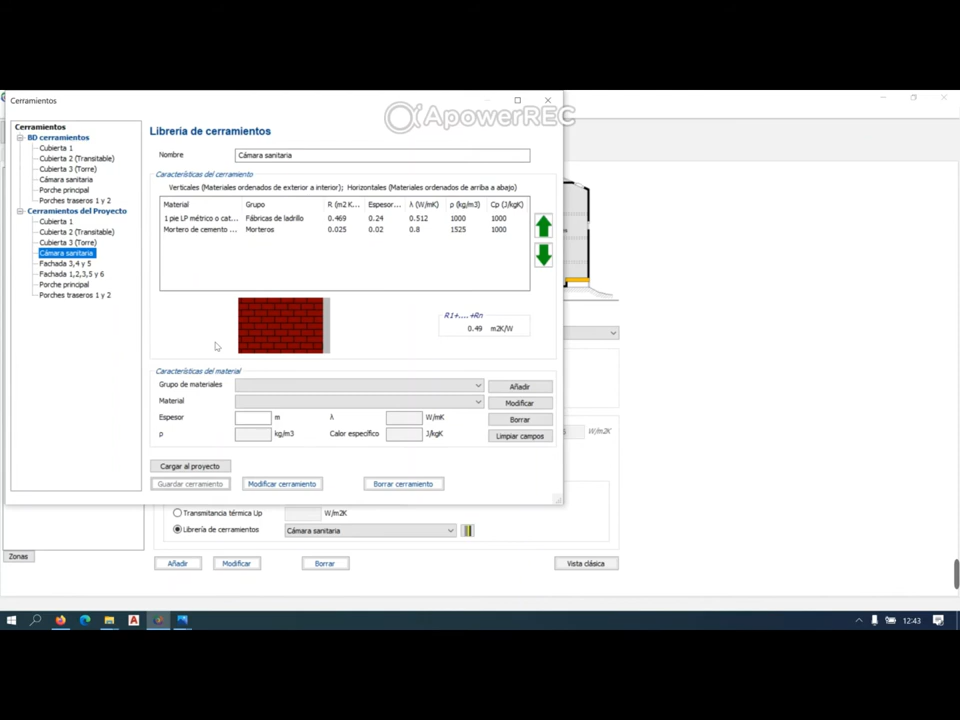 Cerramientos
ApowerREC
Cerramientos
BD cerramientos
Cubierta 1
Cubierta 2 (Transitable)
Cubierta 3 (Torre)
Cámara sanitaria
Porche principal
Porches traseros 1 y 2
Cerramientos del Proyecto
Cubierta 1
Cubierta 2 (Transitable)
Cubierta 3 (Torre)
Cámara sanitaria
Fachada 3,4 y 5
Fachada 1,2,3,5 y 6
Porche principal
Porches traseros 1 y 2
Librería de cerramientos
Nombre Cámara sanitaria
Características del cerramiento
Verticales (Materiales ordenados de exterior a interior); Horizontales (Materiales ordenados de arriba a abajo)
Material Grupo R (m2 K... Espesor... λ (W/mK) ρ (kg/m3) Cp (J/kgK)
1 pie LP métrico o cat... Fábricas de ladrillo 0.469 0.24 0.512 1000 1000
Mortero de cemento ... Morteros 0.025 0.02 0.8 1525 1000
R1+....+Rn
0.49 m2K/W
Características del material
Grupo de materiales Añadir
Material Modificar
Espesor m λ W/mK Borrar
ρ kg/m3 Calor específico J/kgK Limpiar campos
Cargar al proyecto
Guardar cerramiento Modificar cerramiento Borrar cerramiento
W/m2K
Transmitancia térmica Up W/m2K
Librería de cerramientos Cámara sanitaria
Zonas
Añadir Modificar Borrar Vista clásica
12:43